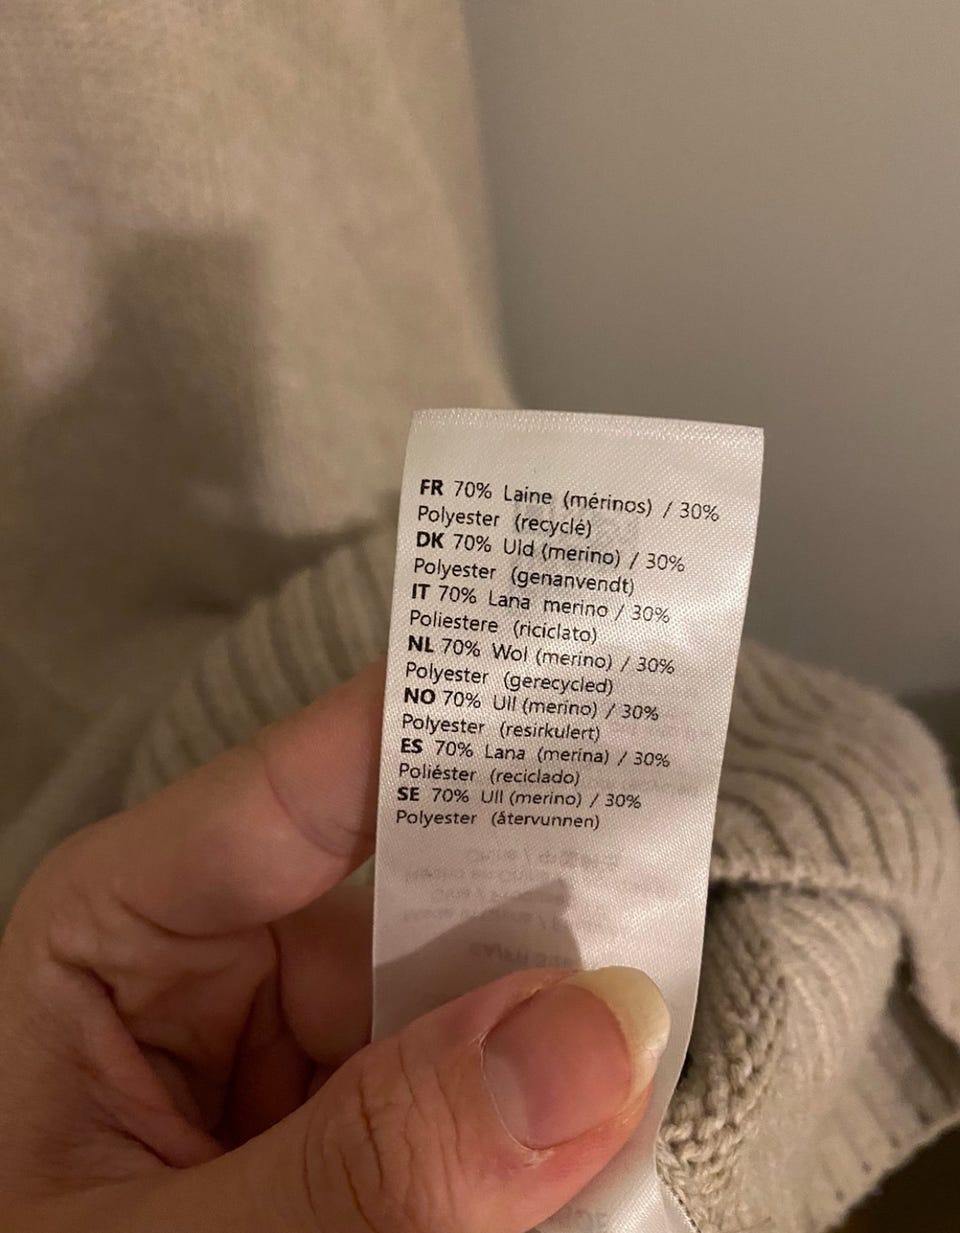 FR 70% Laine (mérinos) / 30%
Polyester (recyclé)
DK 70% Uld (merino) / 30%
Polyester (genanvendt)
IT 70% Lana merino / 30%
Poliestere (riciclato)
NL 70% Wol (merino) / 30%
Polyester (gerecycled)
NO 70% Ull (merino) / 30%
Polyester (resirkulert)
ES 70% Lana (merina) / 30%
Poliéster (reciclado)
SE 70% Ull (merino) / 30%
Polyester (återvunnen)